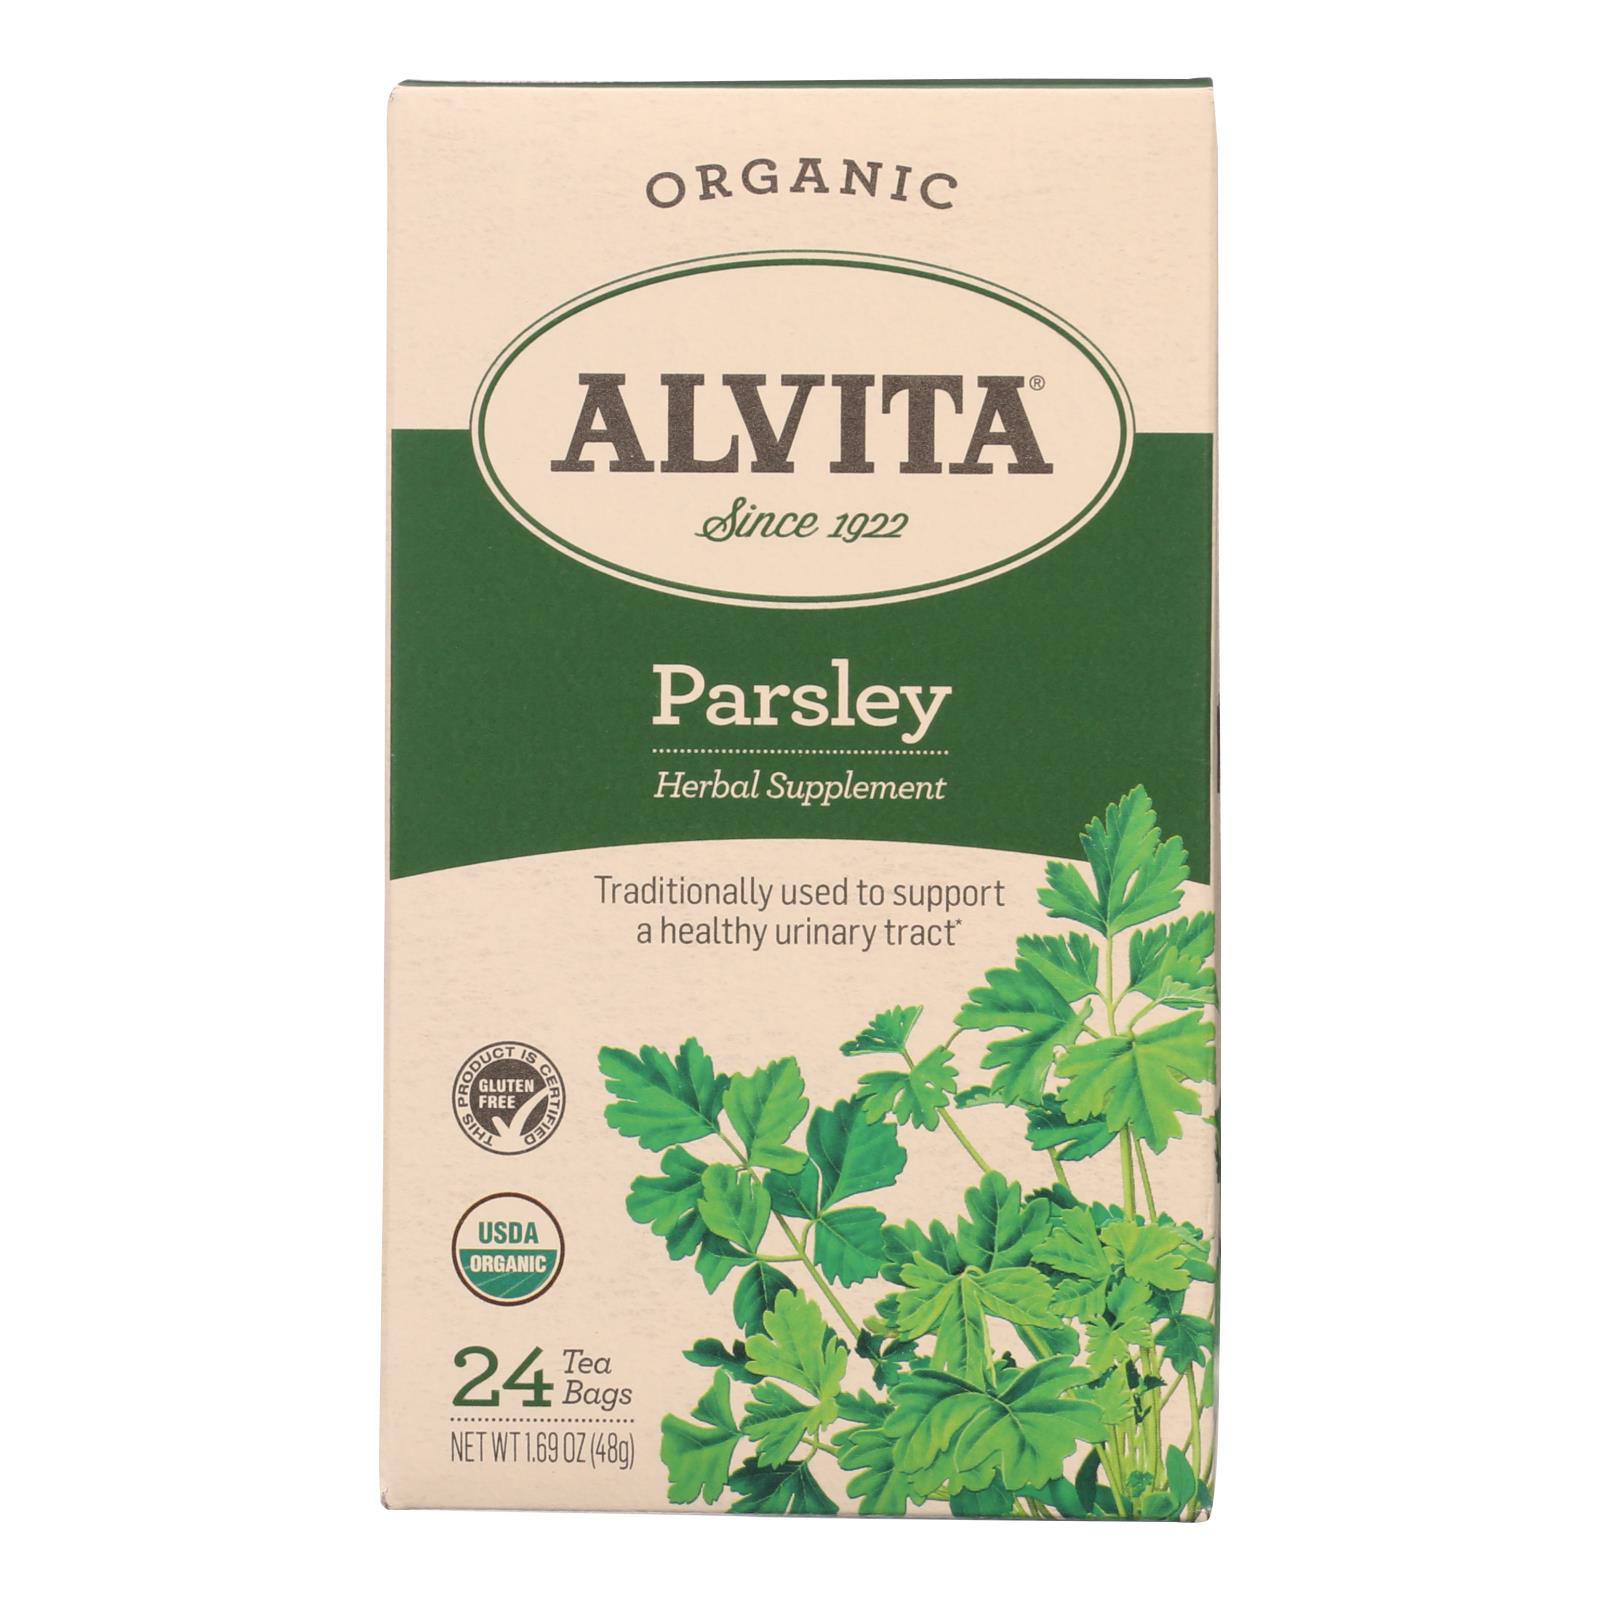 ORGANIC
ALVITA®
Since 1922
Parsley
Herbal Supplement
Traditionally used to support
a healthy urinary tract*
THIS PRODUCT IS CERTIFIED
GLUTEN
FREE
USDA
ORGANIC
24 Tea
Bags
NET WT 1.69 OZ (48g)